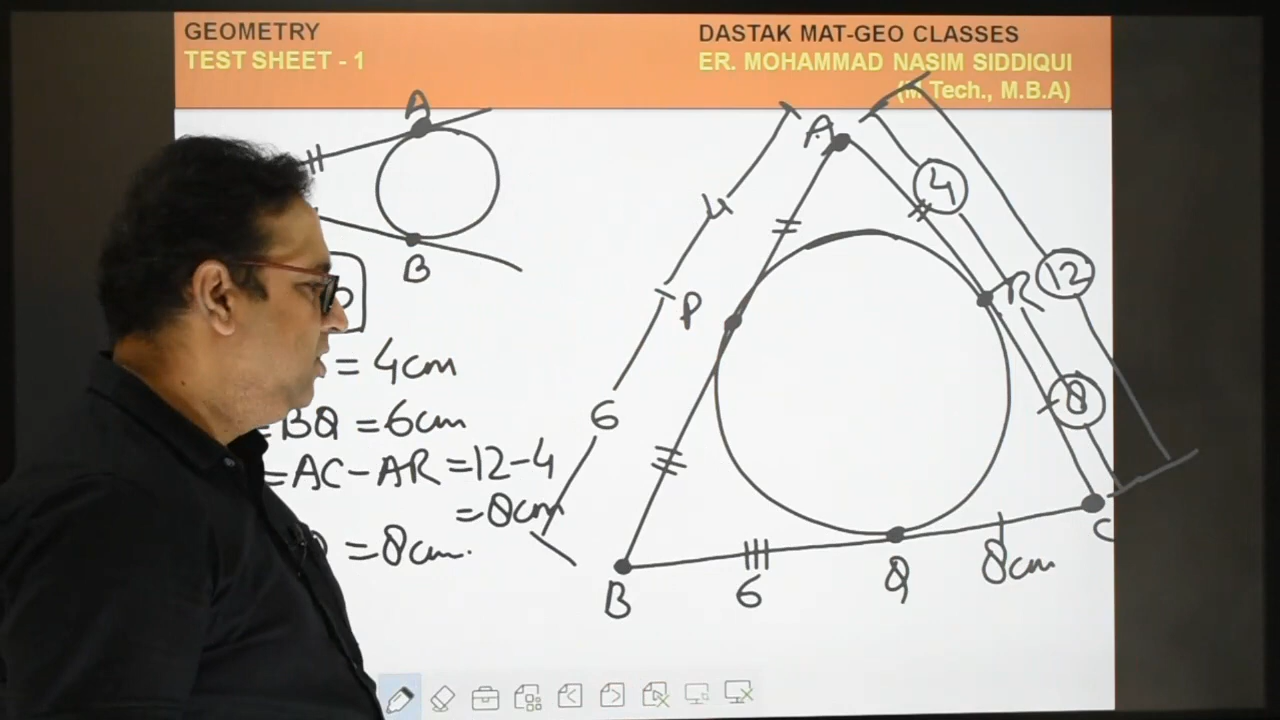 GEOMETRY
TEST SHEET - 1
DASTAK MAT-GEO CLASSES
ER. MOHAMMAD NASIM SIDDIQUI
(M Tech., M.B.A)
A
B
= 4cm
= BQ = 6cm
= AC - AR = 12 - 4
= 8cm
= 8cm.
A
4
4
12
P
R
6
8
B
6
Q
8cm
C